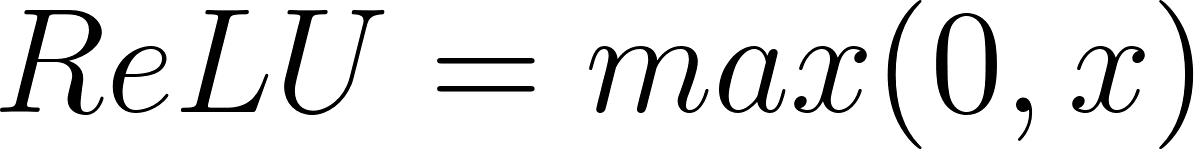 ReLU = max(0, x)